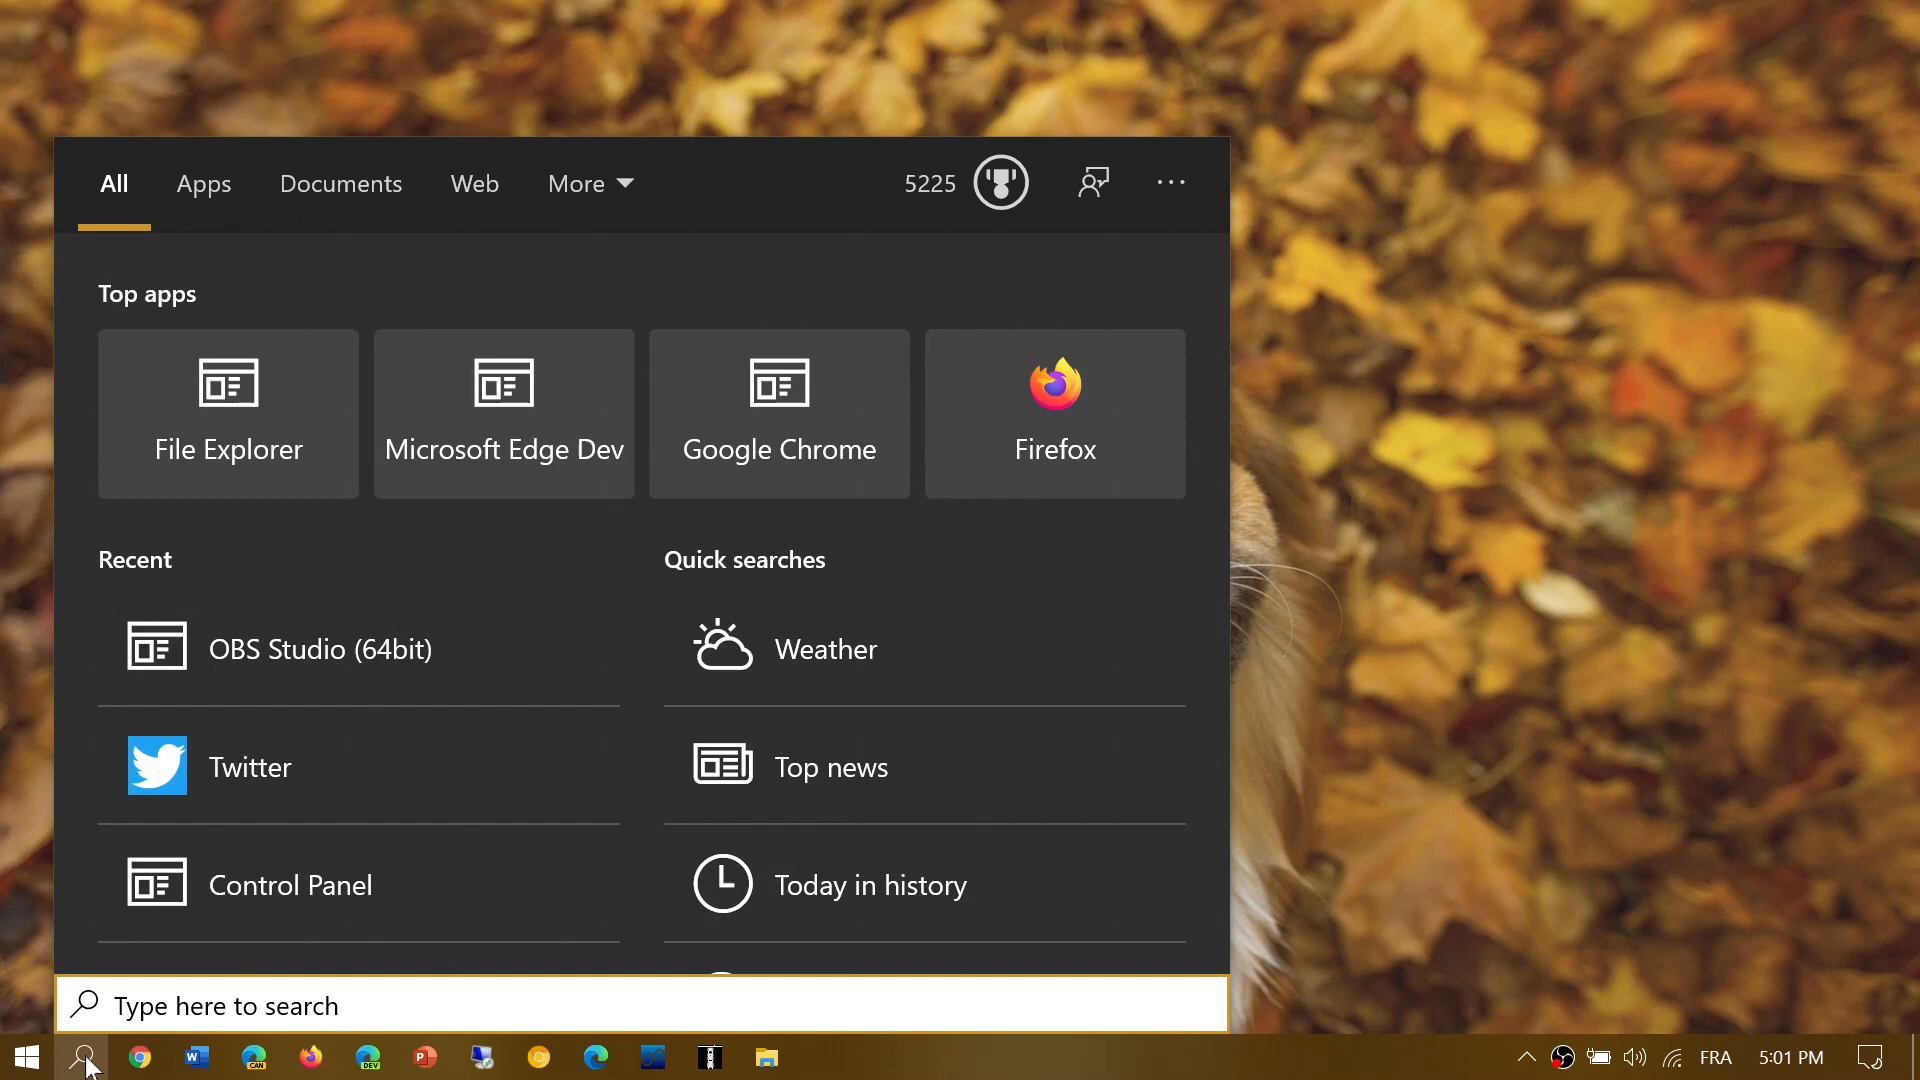 All Apps Documents Web More 5225
Top apps
File Explorer Microsoft Edge Dev Google Chrome Firefox
Recent Quick searches
OBS Studio (64bit) Weather
Twitter Top news
Control Panel Today in history
Type here to search
W CAN DEV P FRA 5:01 PM